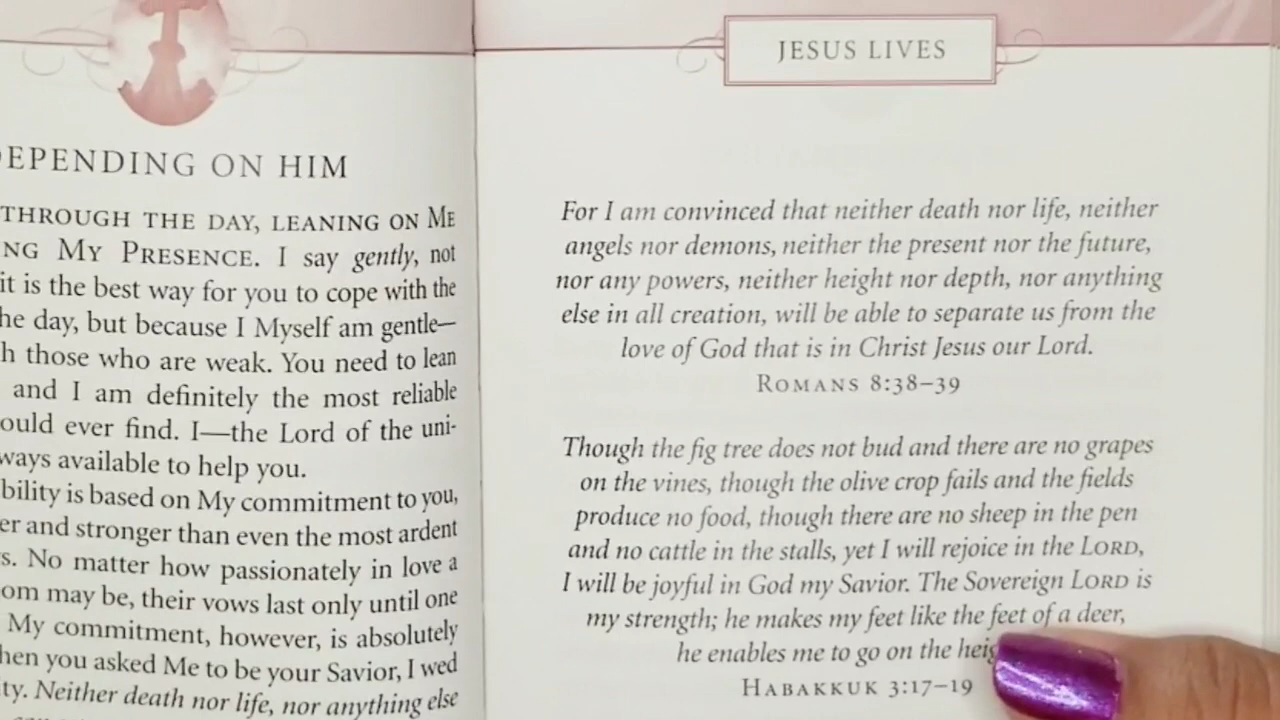 DEPENDING ON HIM
THROUGH THE DAY, LEANING ON ME
NG MY PRESENCE. I say gently, not
it is the best way for you to cope with the
he day, but because I Myself am gentle—
h those who are weak. You need to lean
and I am definitely the most reliable
ould ever find. I—the Lord of the uni-
ways available to help you.
bility is based on My commitment to you,
er and stronger than even the most ardent
s. No matter how passionately in love a
oom may be, their vows last only until one
My commitment, however, is absolutely
hen you asked Me to be your Savior, I wed
ity. Neither death nor life, nor anything else
JESUS LIVES
For I am convinced that neither death nor life, neither
angels nor demons, neither the present nor the future,
nor any powers, neither height nor depth, nor anything
else in all creation, will be able to separate us from the
love of God that is in Christ Jesus our Lord.
ROMANS 8:38–39
Though the fig tree does not bud and there are no grapes
on the vines, though the olive crop fails and the fields
produce no food, though there are no sheep in the pen
and no cattle in the stalls, yet I will rejoice in the LORD,
I will be joyful in God my Savior. The Sovereign LORD is
my strength; he makes my feet like the feet of a deer,
he enables me to go on the
HABAKKUK 3:17–19